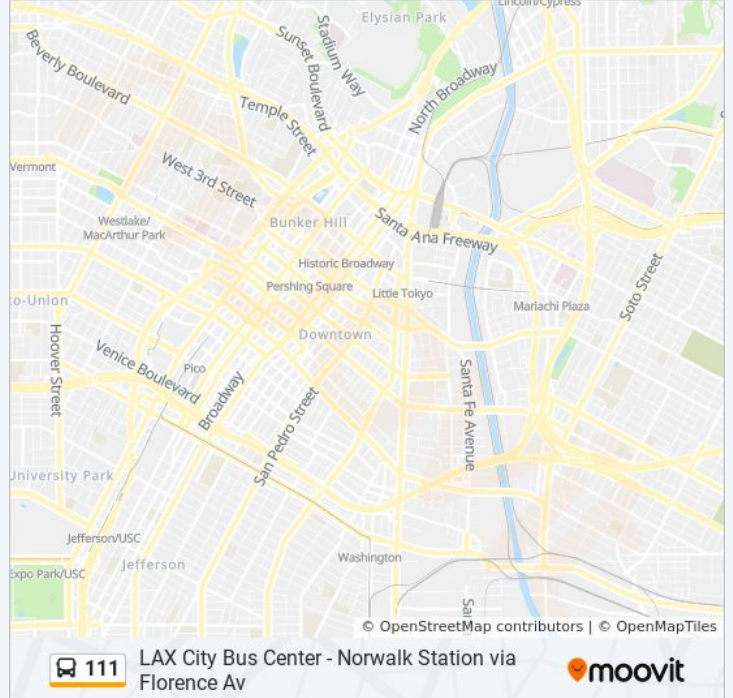 Lincoln/Cypress
Elysian Park
Stadium Way
Sunset Boulevard
Beverly Boulevard
North Broadway
Temple Street
Vermont
West 3rd Street
Westlake/
MacArthur Park
Bunker Hill
Santa Ana Freeway
Historic Broadway
Pershing Square
Little Tokyo
Mariachi Plaza
Soto Street
co-Union
Downtown
Hoover Street
Venice Boulevard
Pico
Broadway
San Pedro Street
Santa Fe Avenue
University Park
Jefferson/USC
Jefferson
Washington
Expo Park/USC
San
© OpenStreetMap contributors | © OpenMapTiles
111
LAX City Bus Center - Norwalk Station via
Florence Av
moovit